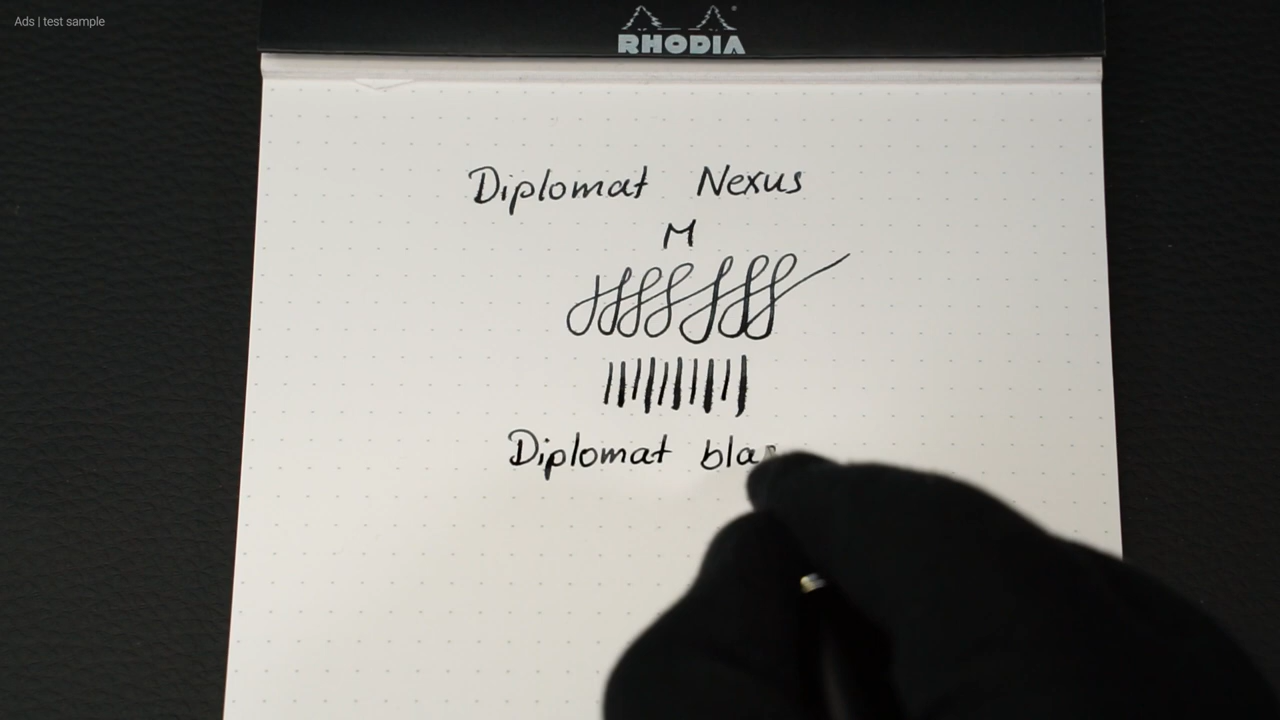 Ads | test sample
RHODIA
Diplomat Nexus
M
Diplomat bla